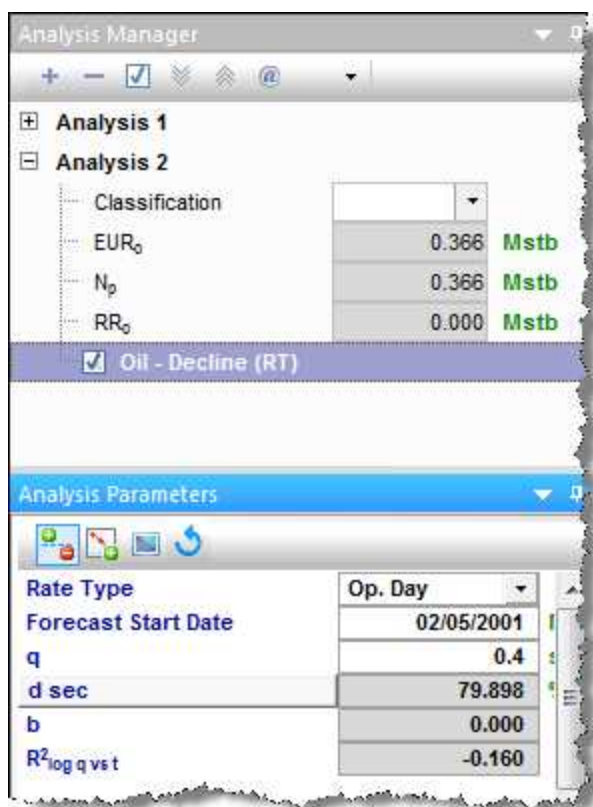 Analysis Manager
Analysis 1
Analysis 2
Classification
EURo 0.366 Mstb
Np 0.366 Mstb
RRo 0.000 Mstb
Oil - Decline (RT)
Analysis Parameters
Rate Type Op. Day
Forecast Start Date 02/05/2001
q 0.4
d sec 79.898
b 0.000
R2log q vs t -0.160